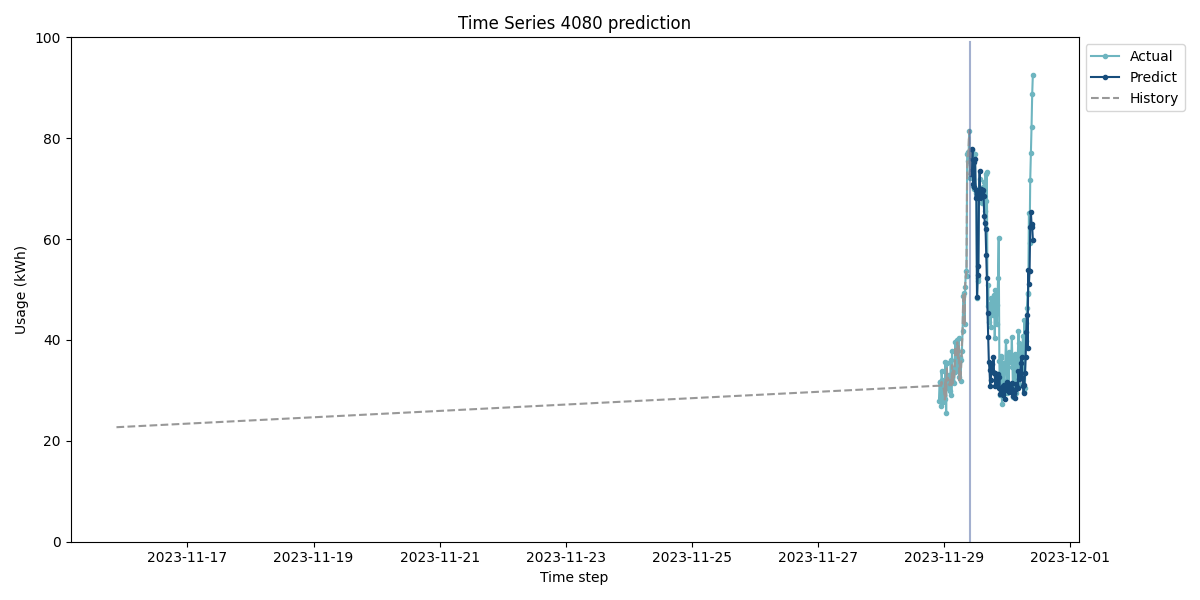 Time Series 4080 prediction
Usage (kWh)
100
80
60
40
20
0
2023-11-17
2023-11-19
2023-11-21
2023-11-23
2023-11-25
2023-11-27
2023-11-29
2023-12-01
Time step
Actual
Predict
History